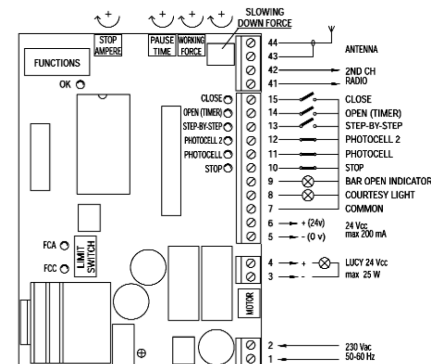 SLOWING
DOWN FORCE
STOP
AMPERE
PAUSE
TIME
WORKING
FORCE
FUNCTIONS
OK
44
43
ANTENNA
42
41
2ND CH
RADIO
CLOSE
15
CLOSE
OPEN (TIMER)
14
OPEN (TIMER)
STEP-BY-STEP
13
STEP-BY-STEP
PHOTOCELL 2
12
PHOTOCELL 2
PHOTOCELL
11
PHOTOCELL
STOP
10
STOP
9
BAR OPEN INDICATOR
8
COURTESY LIGHT
7
COMMON
6 + (24v)
5 - (0 v)
24 Vcc
max 200 mA
FCA
FCC
LIMIT
SWITCH
4 +
3 -
LUCY 24 Vcc
max 25 W
MOTOR
2
1
230 Vac
50-60 Hz